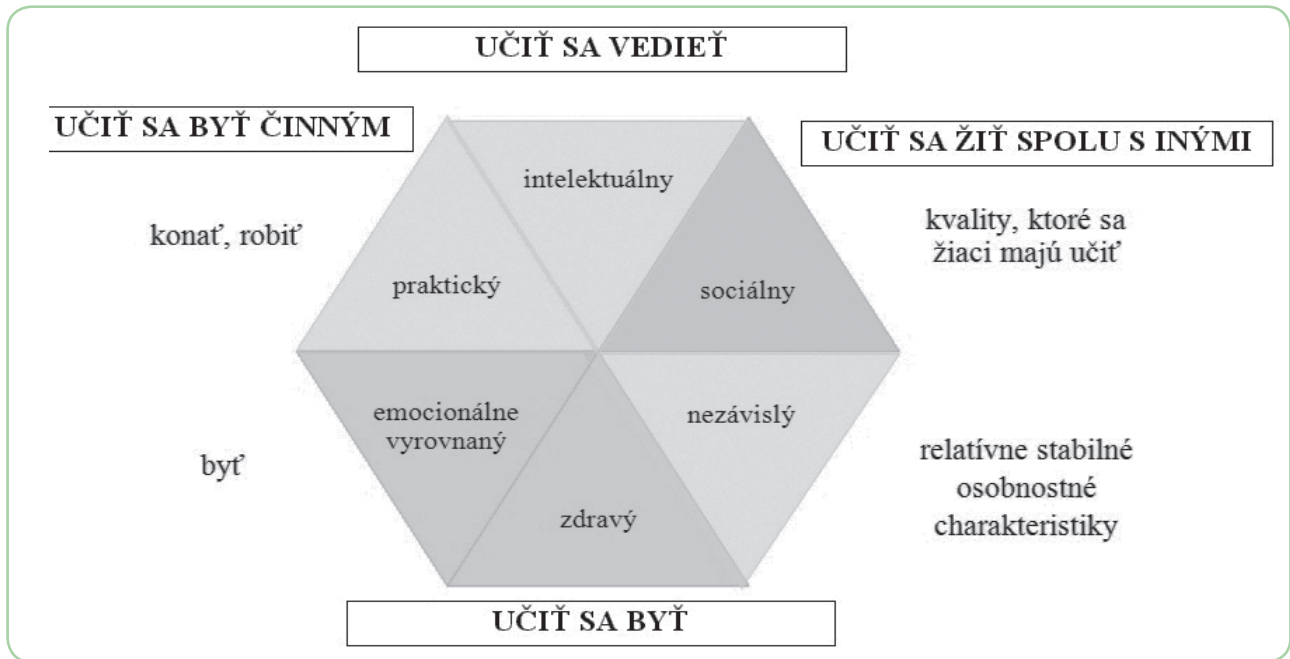 UČIŤ SA VEDIEŤ
UČIŤ SA BYŤ ČINNÝM
UČIŤ SA ŽIŤ SPOLU S INÝMI
intelektuálny
konať, robiť
kvality, ktoré sa
žiaci majú učiť
praktický
sociálny
emocionálne
vyrovnaný
nezávislý
byť
relatívne stabilné
osobnostné
charakteristiky
zdravý
UČIŤ SA BYŤ